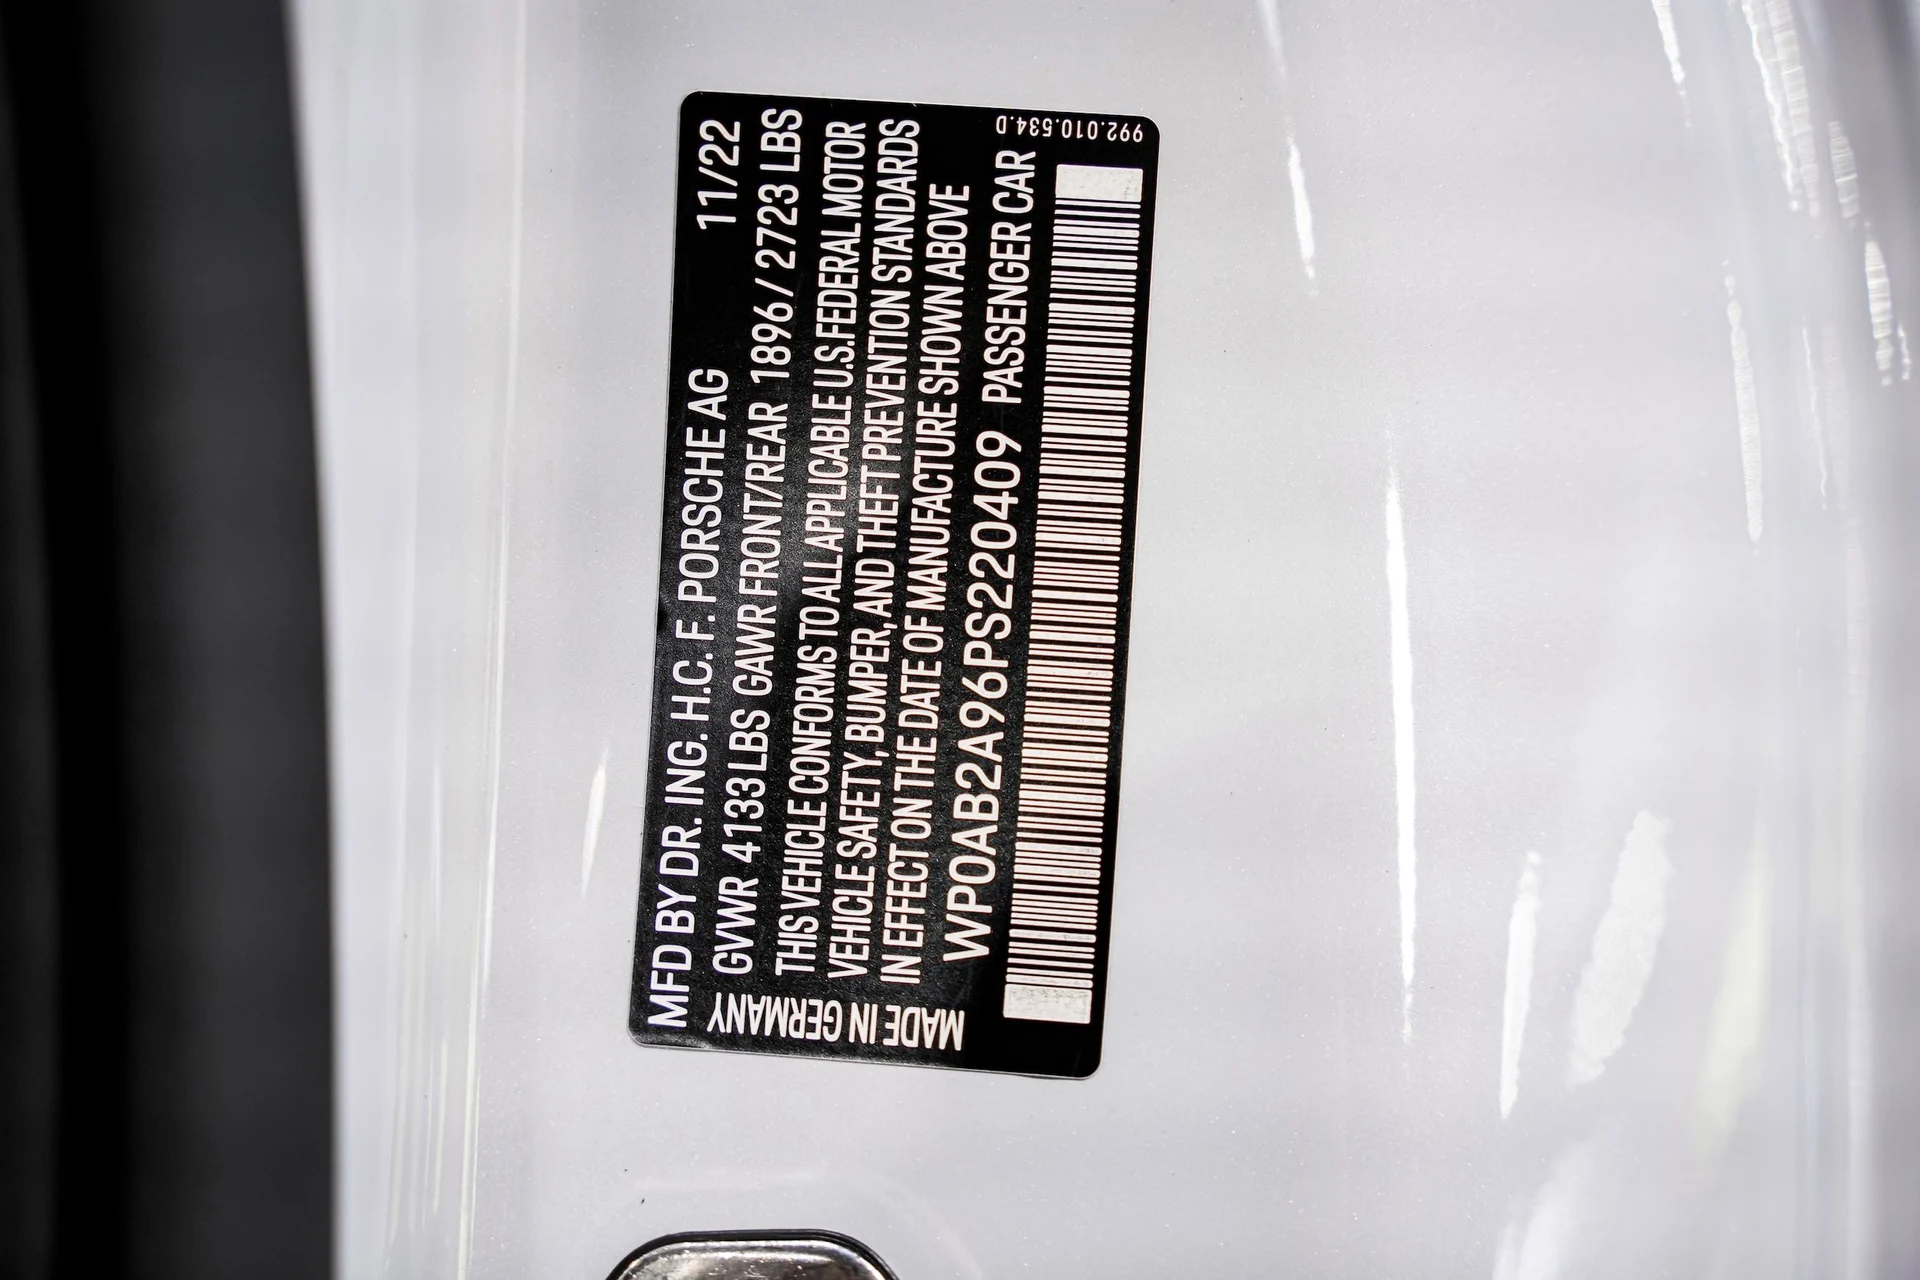 MFD BY DR. ING. H.C. F. PORSCHE AG 11/22
GVWR 4133 LBS GAWR FRONT/REAR 1896 / 2723 LBS
THIS VEHICLE CONFORMS TO ALL APPLICABLE U.S. FEDERAL MOTOR
VEHICLE SAFETY, BUMPER, AND THEFT PREVENTION STANDARDS
IN EFFECT ON THE DATE OF MANUFACTURE SHOWN ABOVE
WP0AB2A96PS220409 PASSENGER CAR
MADE IN GERMANY
992.010.534.D